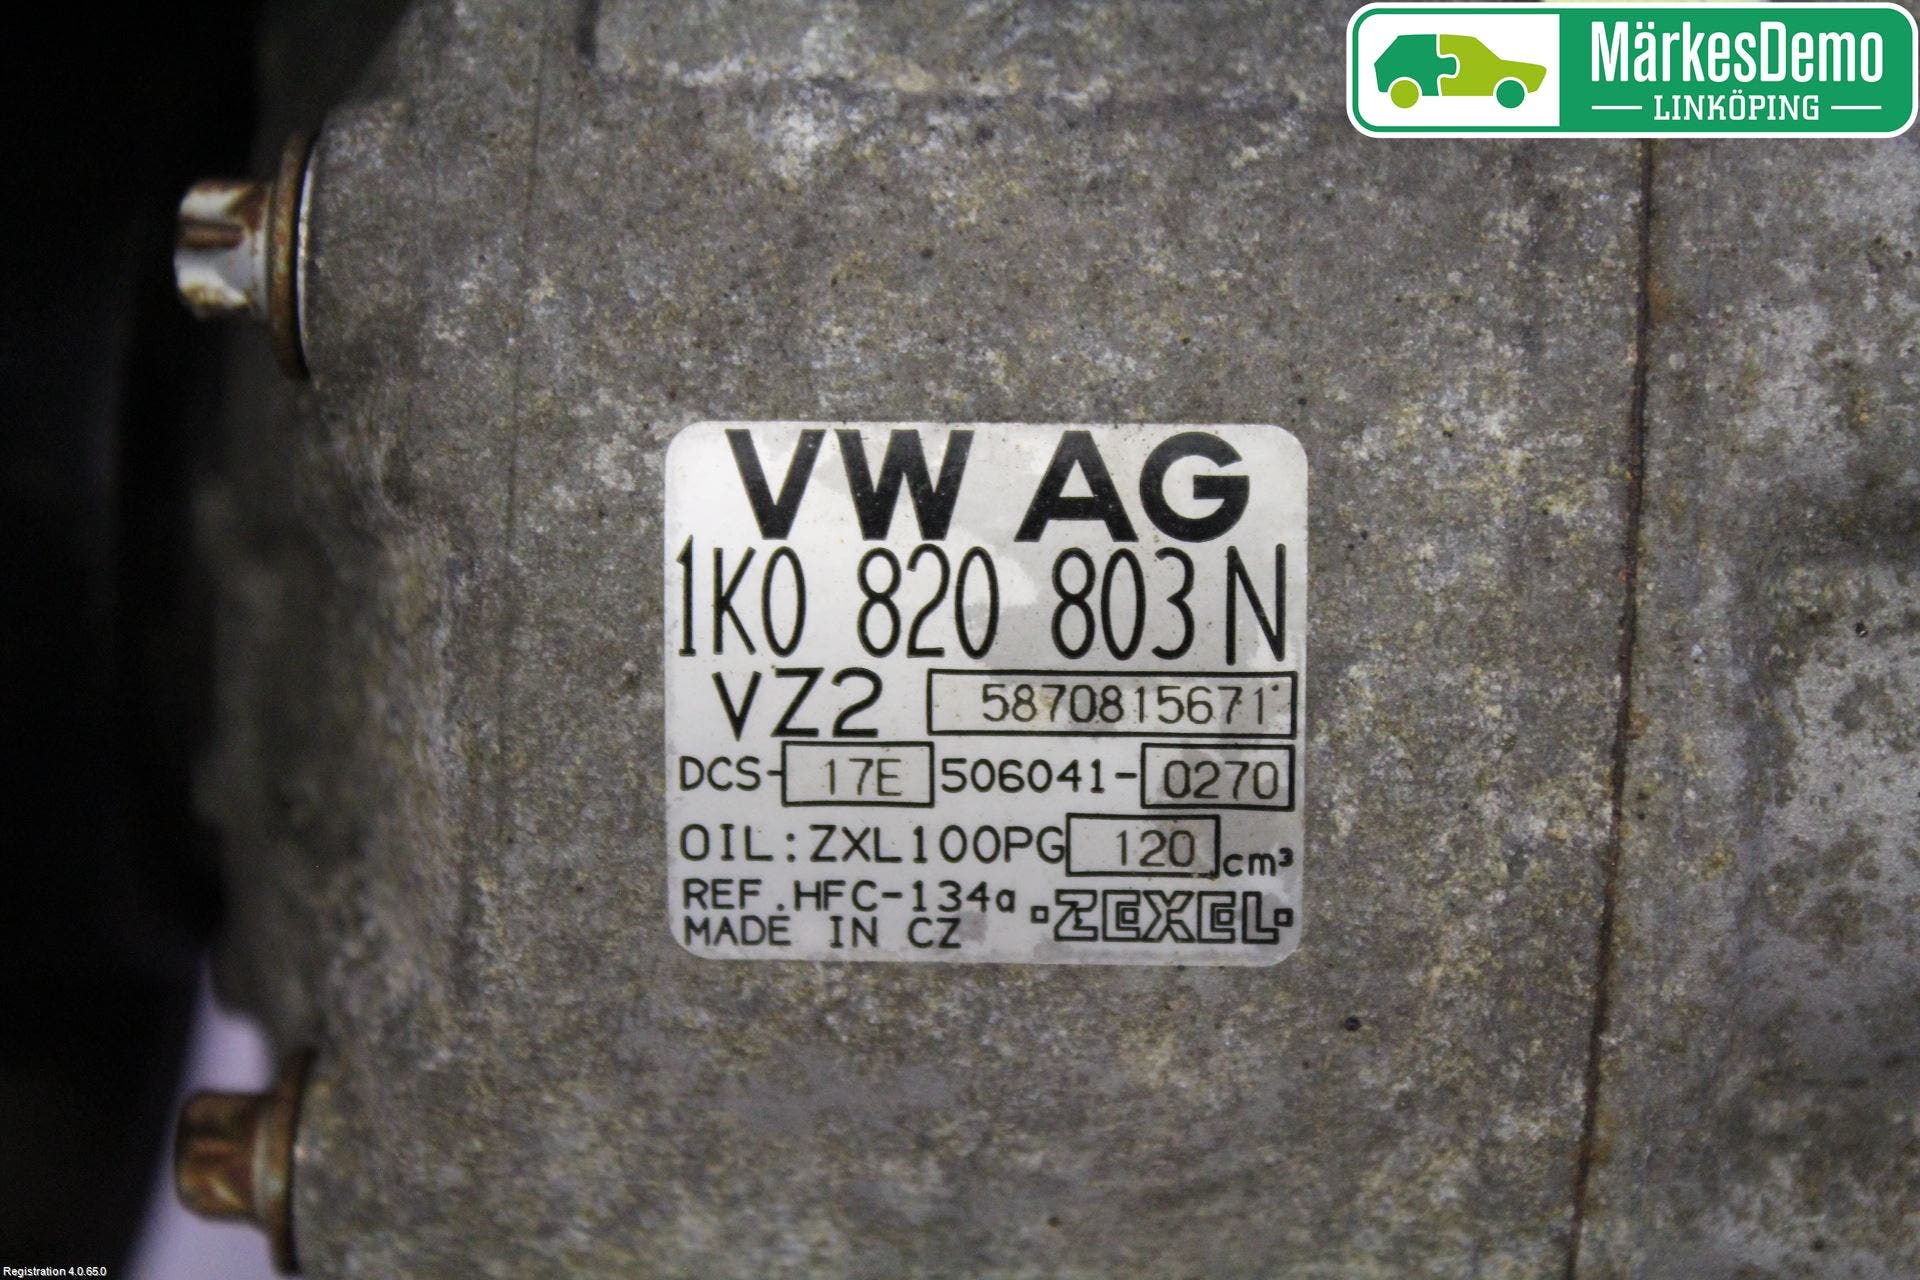 MärkesDemo
LINKÖPING
VW AG
1K0 820 803 N
VZ2 5870815671
DCS-17E 506041-0270
OIL:ZXL100PG 120 cm³
REF.HFC-134a ZEXEL
MADE IN CZ
Registration 4.0.65.0